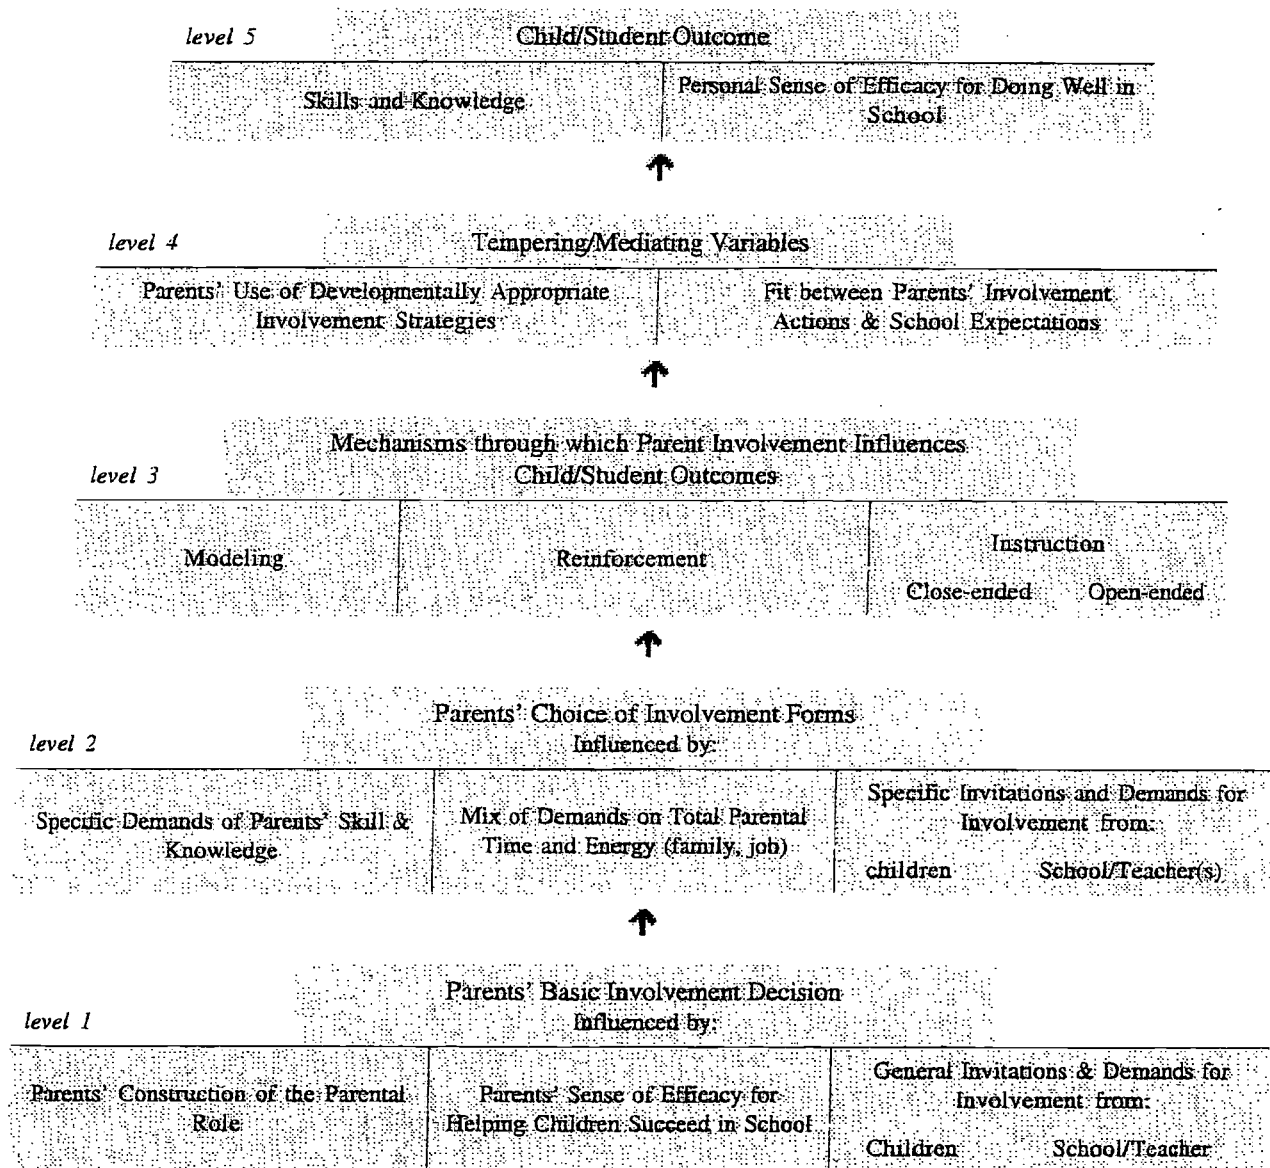 level 5
Child/Student Outcome
Skills and Knowledge
Personal Sense of Efficacy for Doing Well in
School
level 4
Tempering/Mediating Variables
Parents' Use of Developmentally Appropriate
Involvement Strategies
Fit between Parents' Involvement
Actions & School Expectations
Mechanisms through which Parent Involvement Influences
level 3
Child/Student Outcomes
Modeling
Reinforcement
Instruction
Close-ended Open-ended
Parents' Choice of Involvement Forms
level 2
Influenced by:
Specific Demands of Parents' Skill &
Knowledge
Mix of Demands on Total Parental
Time and Energy (family, job)
Specific Invitations and Demands for
Involvement from:
children School/Teacher(s)
Parents' Basic Involvement Decision
level 1
Influenced by:
Parents' Construction of the Parental
Role
Parents' Sense of Efficacy for
Helping Children Succeed in School
General Invitations & Demands for
Involvement from:
Children School/Teacher